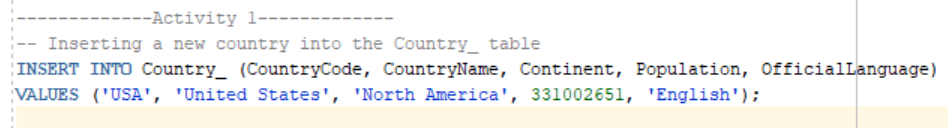 -------------Activity 1-------------
-- Inserting a new country into the Country_ table
INSERT INTO Country_ (CountryCode, CountryName, Continent, Population, OfficialLanguage)
VALUES ('USA', 'United States', 'North America', 331002651, 'English');